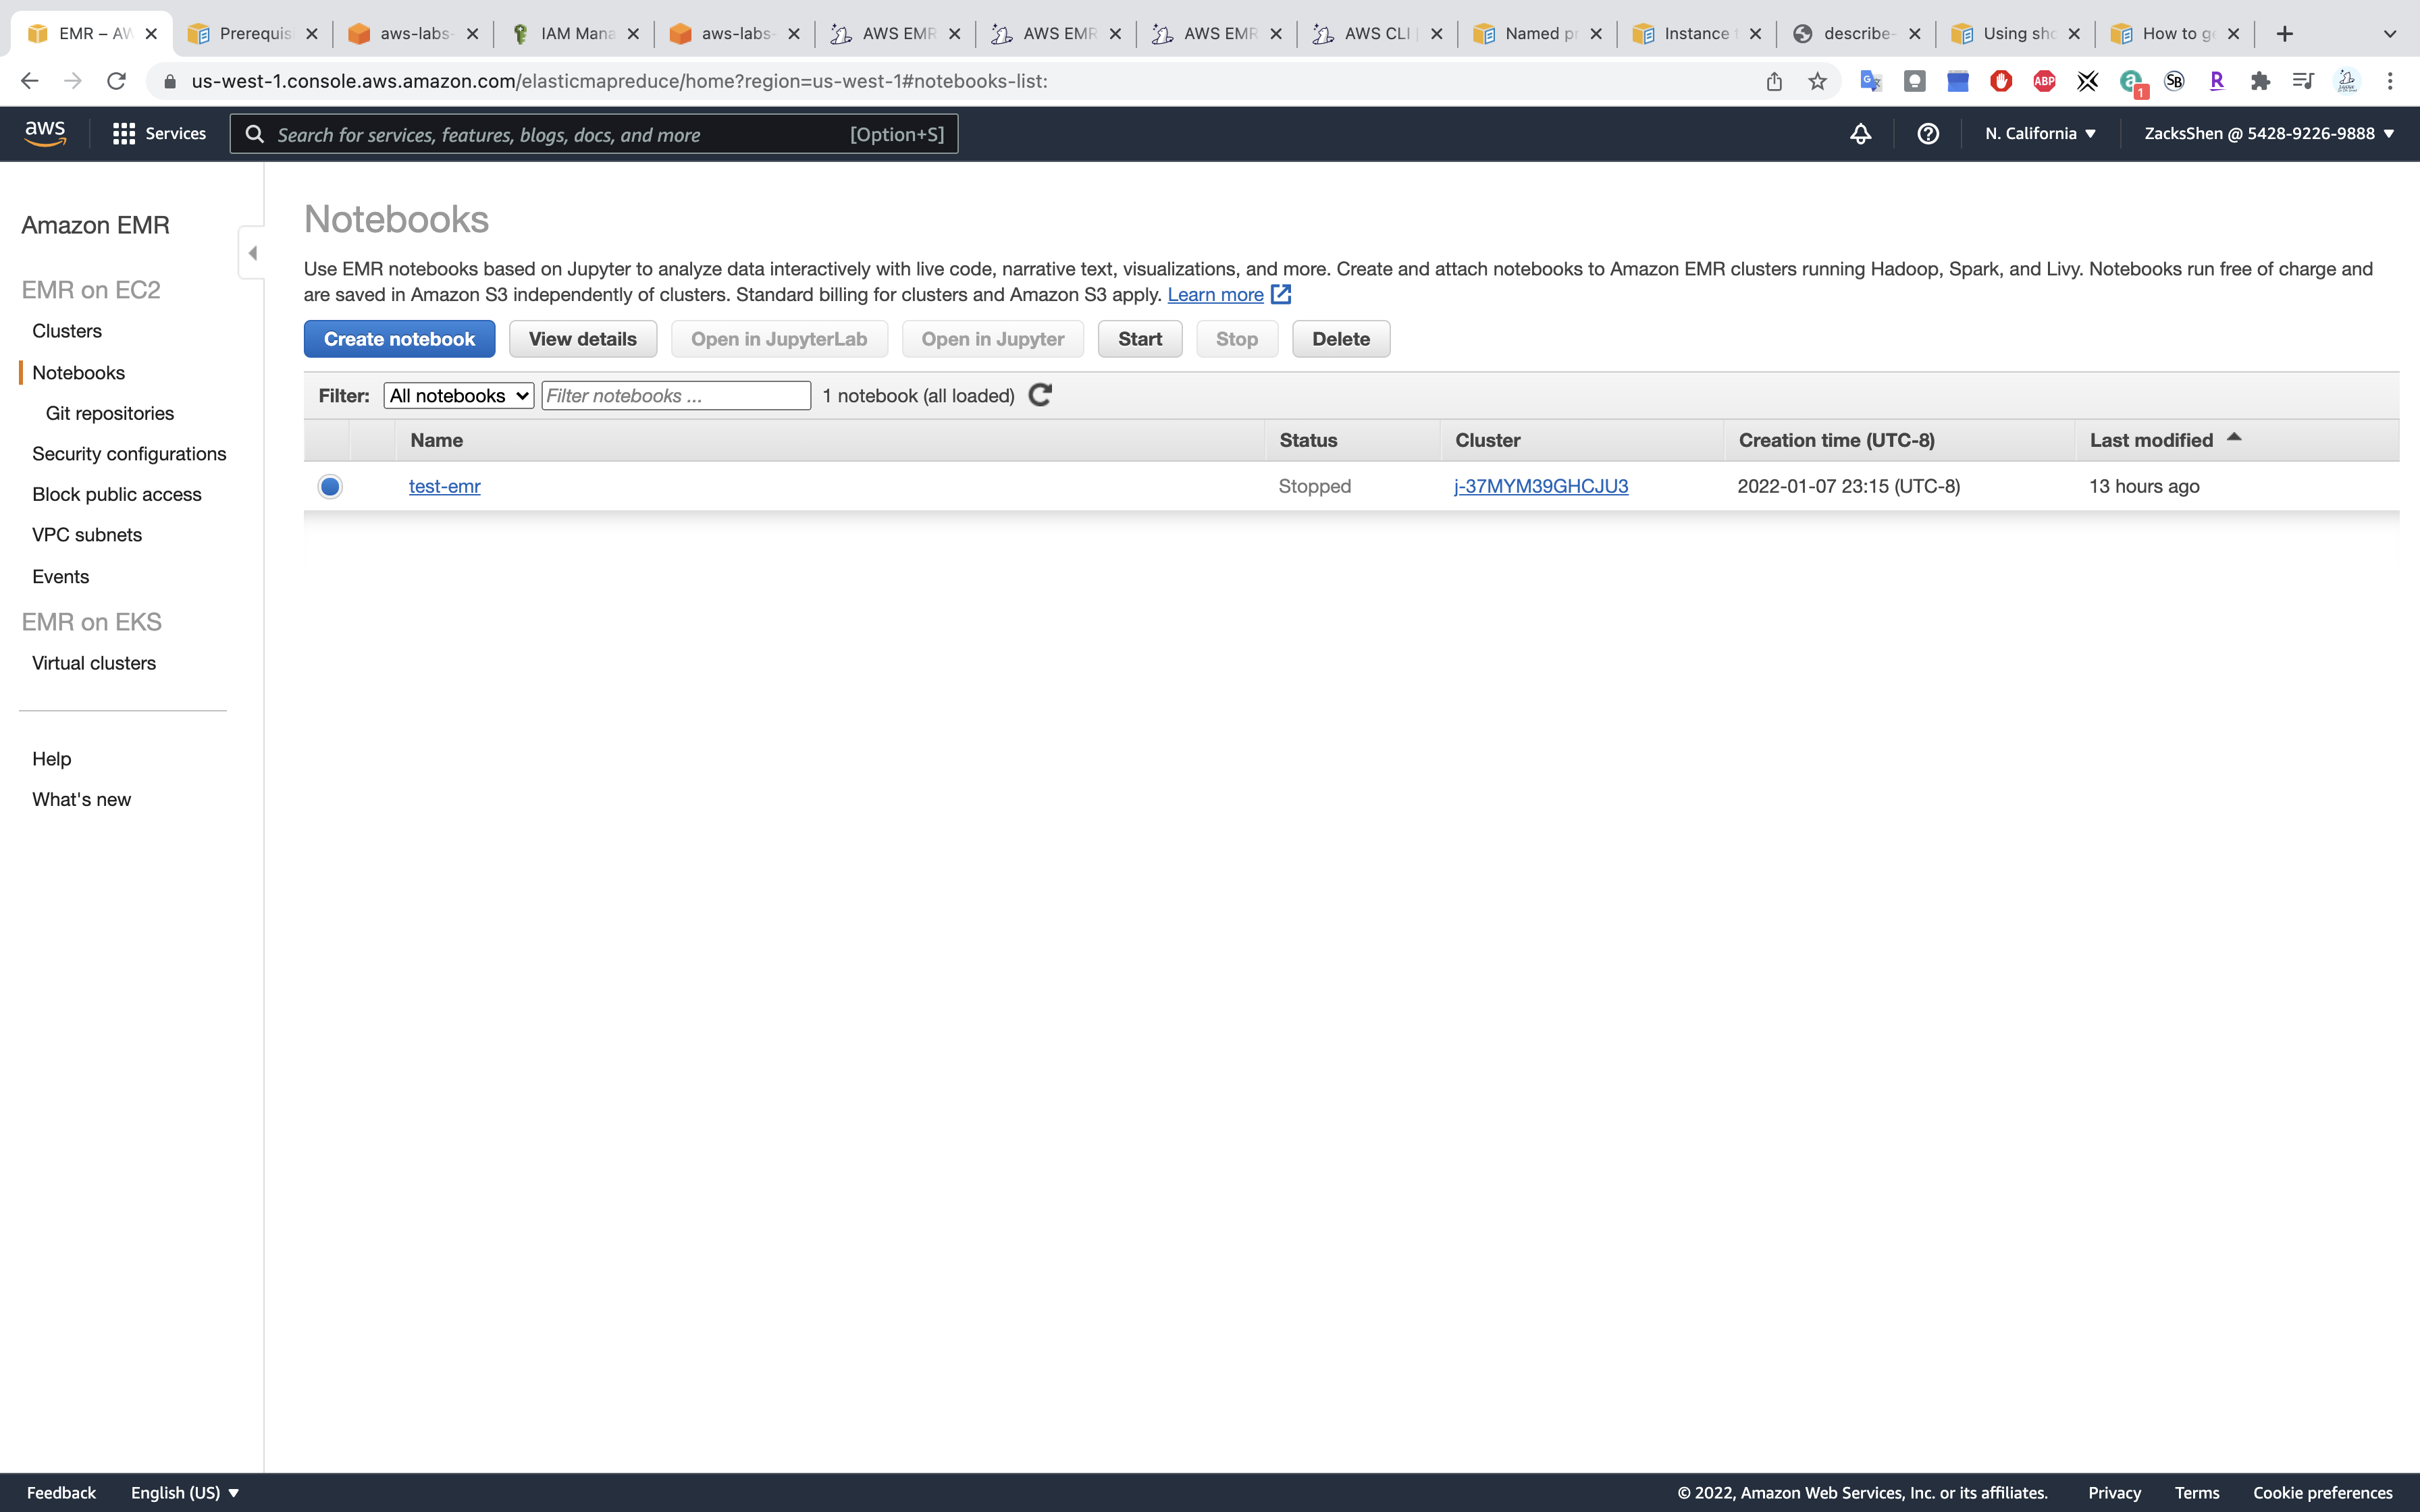 EMR – AW
Prerequis
aws-labs-
IAM Mana
aws-labs-
AWS EMR
AWS EMR
AWS EMR
AWS CLI
Named pr
Instance
describe-
Using sho
How to ge
us-west-1.console.aws.amazon.com/elasticmapreduce/home?region=us-west-1#notebooks-list:
ABP
1
SB
R
aws
Services
Search for services, features, blogs, docs, and more
[Option+S]
N. California
ZacksShen @ 5428-9226-9888
Amazon EMR
EMR on EC2
Clusters
Notebooks
Git repositories
Security configurations
Block public access
VPC subnets
Events
EMR on EKS
Virtual clusters
Help
What's new
Notebooks
Use EMR notebooks based on Jupyter to analyze data interactively with live code, narrative text, visualizations, and more. Create and attach notebooks to Amazon EMR clusters running Hadoop, Spark, and Livy. Notebooks run free of charge and
are saved in Amazon S3 independently of clusters. Standard billing for clusters and Amazon S3 apply. Learn more
Create notebook
View details
Open in JupyterLab
Open in Jupyter
Start
Stop
Delete
Filter:
All notebooks
Filter notebooks ...
1 notebook (all loaded)
Name
Status
Cluster
Creation time (UTC-8)
Last modified
test-emr
Stopped
j-37MYM39GHCJU3
2022-01-07 23:15 (UTC-8)
13 hours ago
Feedback
English (US)
© 2022, Amazon Web Services, Inc. or its affiliates.
Privacy
Terms
Cookie preferences